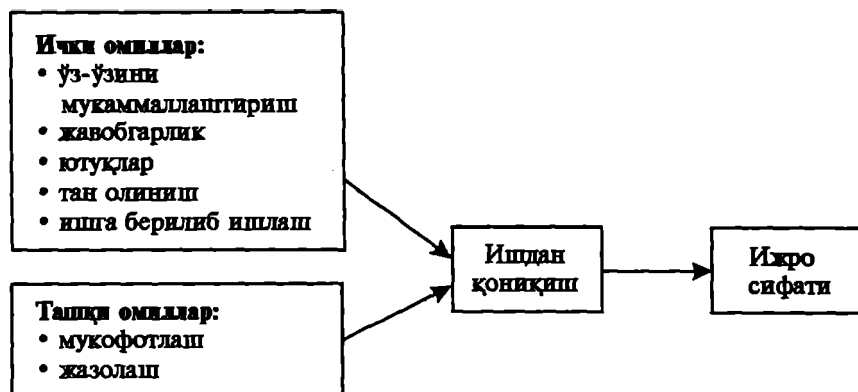 Ички омиллар:
• ўз-ўзини
мукаммаллаштириш
• жавобгарлик
• ютуқлар
• тан олиниш
• ишга берилиб ишлаш
Ташқи омиллар:
• мукофотлаш
• жазолаш
Ишдан
қониқиш
Ижро
сифати